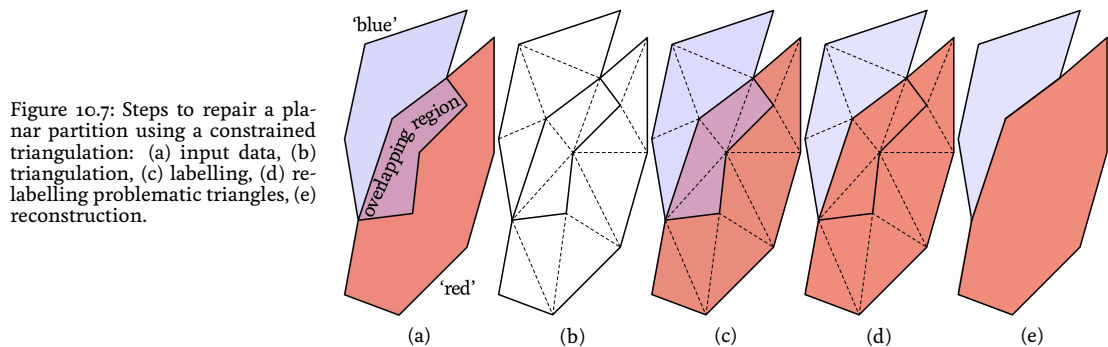 Figure 10.7: Steps to repair a pla-
nar partition using a constrained
triangulation: (a) input data, (b)
triangulation, (c) labelling, (d) re-
labelling problematic triangles, (e)
reconstruction.
‘blue’
overlapping region
‘red’
(a)
(b)
(c)
(d)
(e)